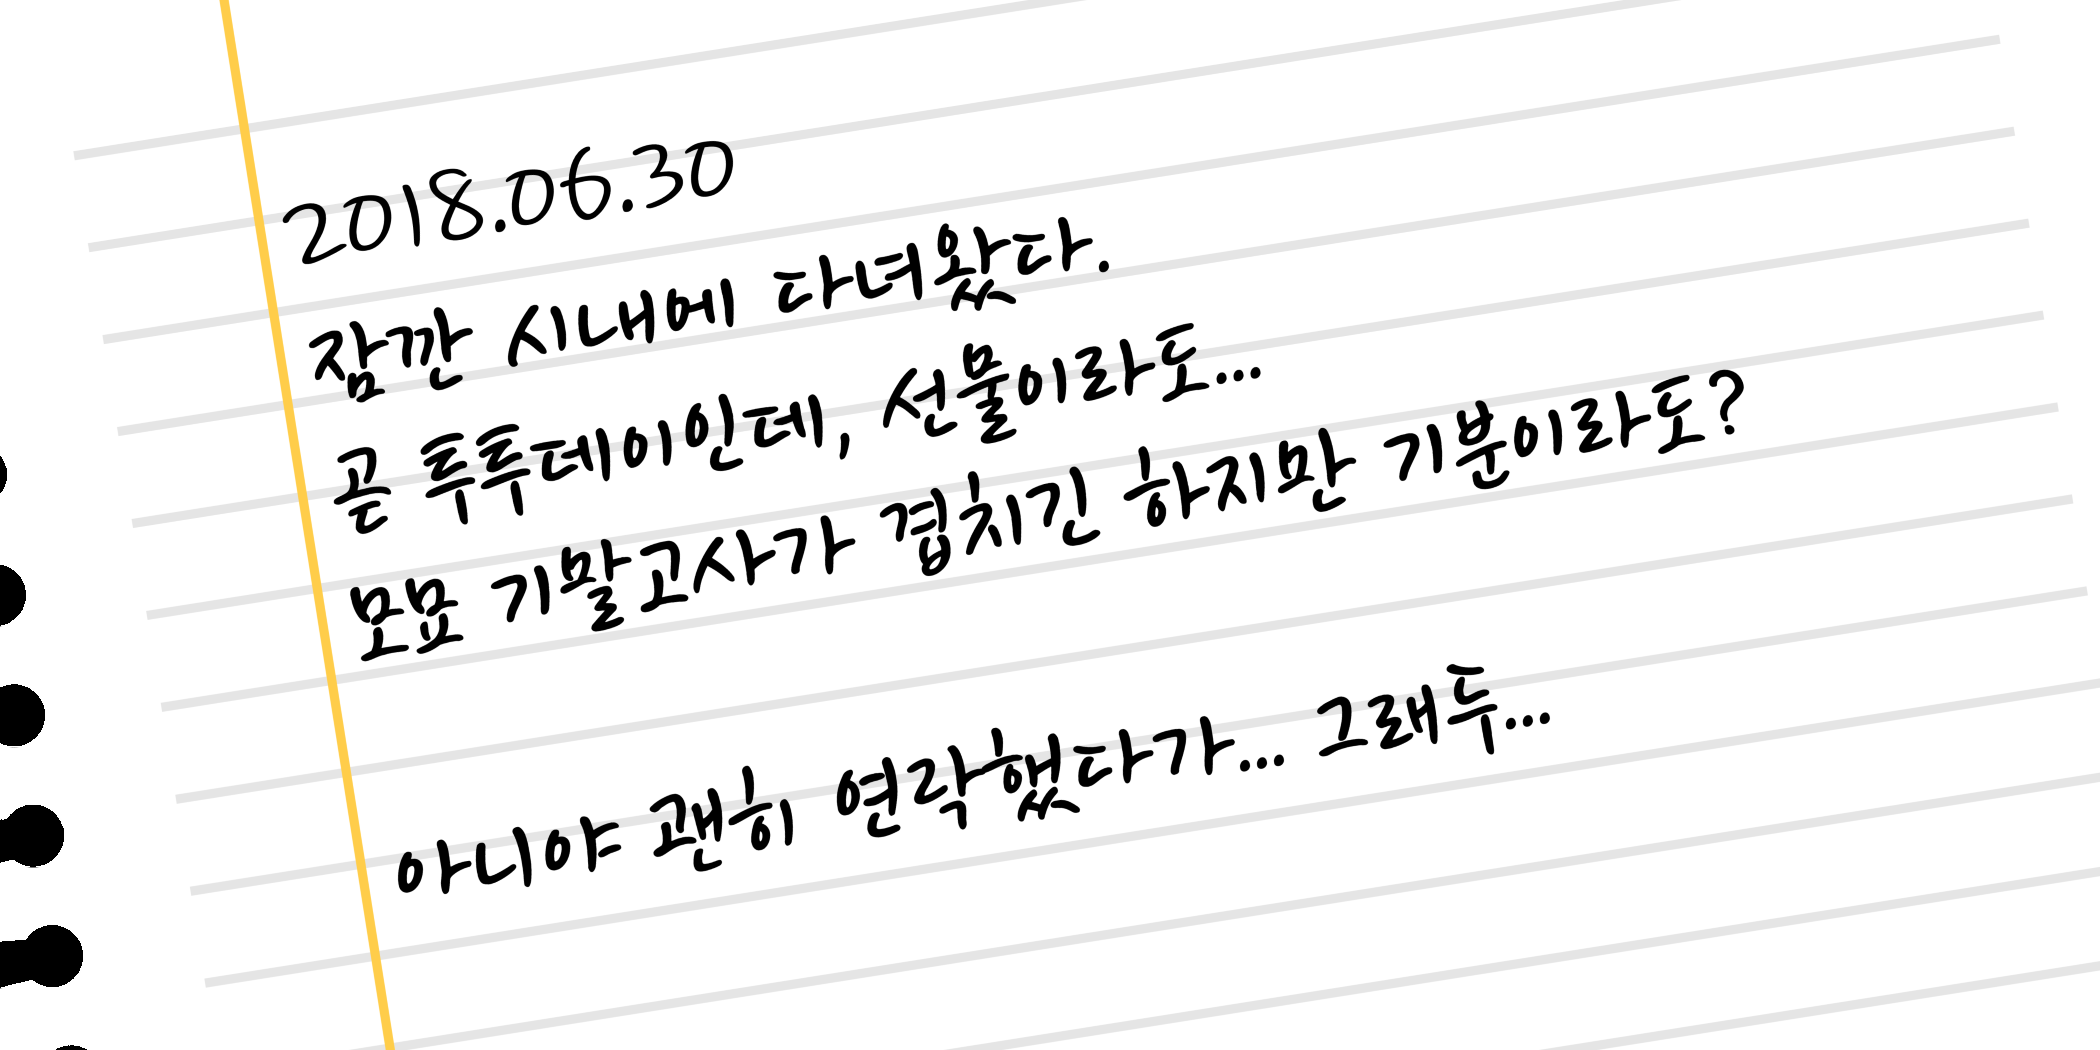 2018.06.30
잠깐 시내에 다녀왔다.
곧 투투데이인데, 선물이라도...
모묘 기말고사가 겹치긴 하지만 기분이라도?
아니야 괜히 연락했다가... 그래두...